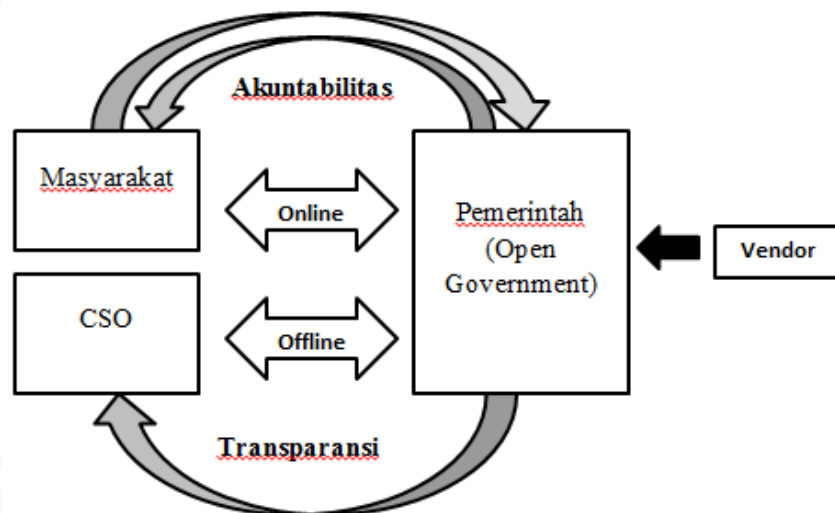 Akuntabilitas
Masyarakat
Online
Pemerintah
(Open
Government)
Vendor
CSO
Offline
Transparansi